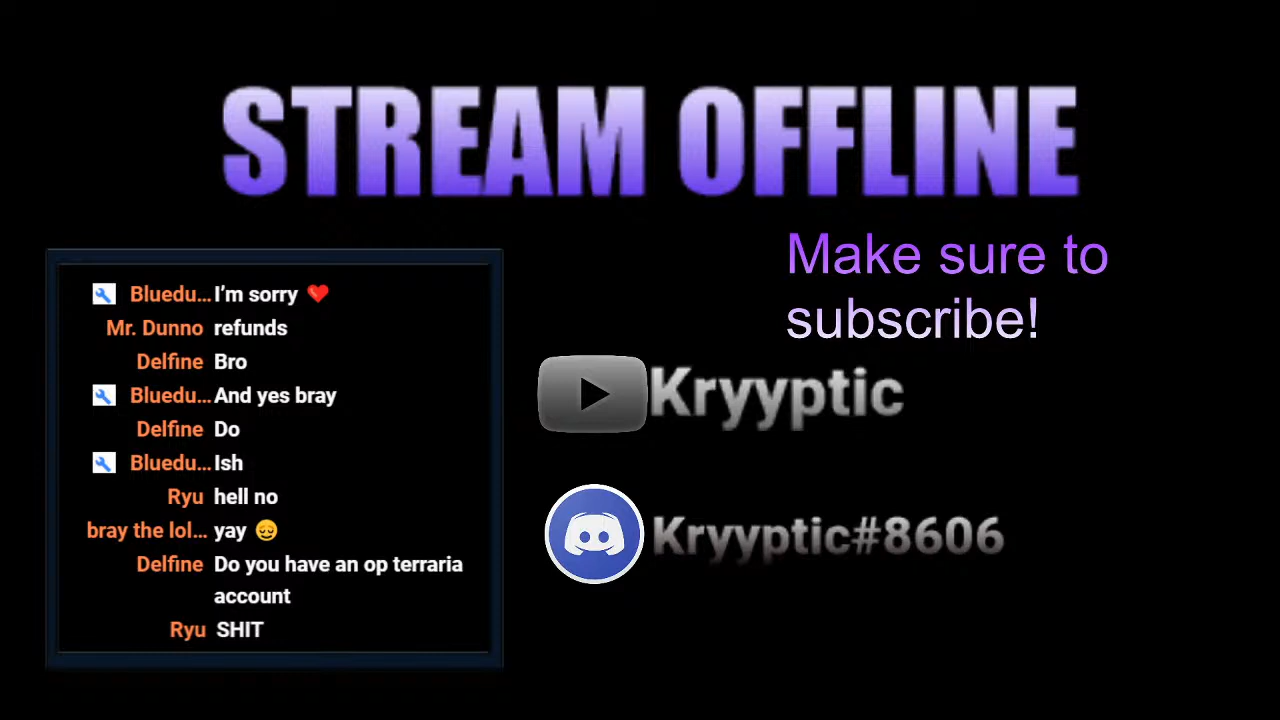 STREAM OFFLINE
Make sure to
subscribe!
Bluedu... I'm sorry ❤️
Mr. Dunno refunds
Delfine Bro
Bluedu... And yes bray
Delfine Do
Bluedu... Ish
Ryu hell no
bray the lol... yay 😌
Delfine Do you have an op terraria
account
Ryu SHIT
Kryyptic
Kryyptic#8606